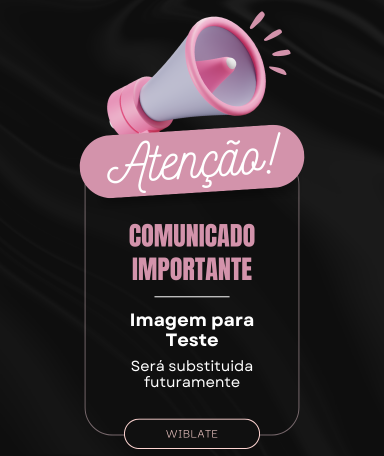 Atenção!
COMUNICADO
IMPORTANTE
Imagem para
Teste
Será substituida
futuramente
WIBLATE